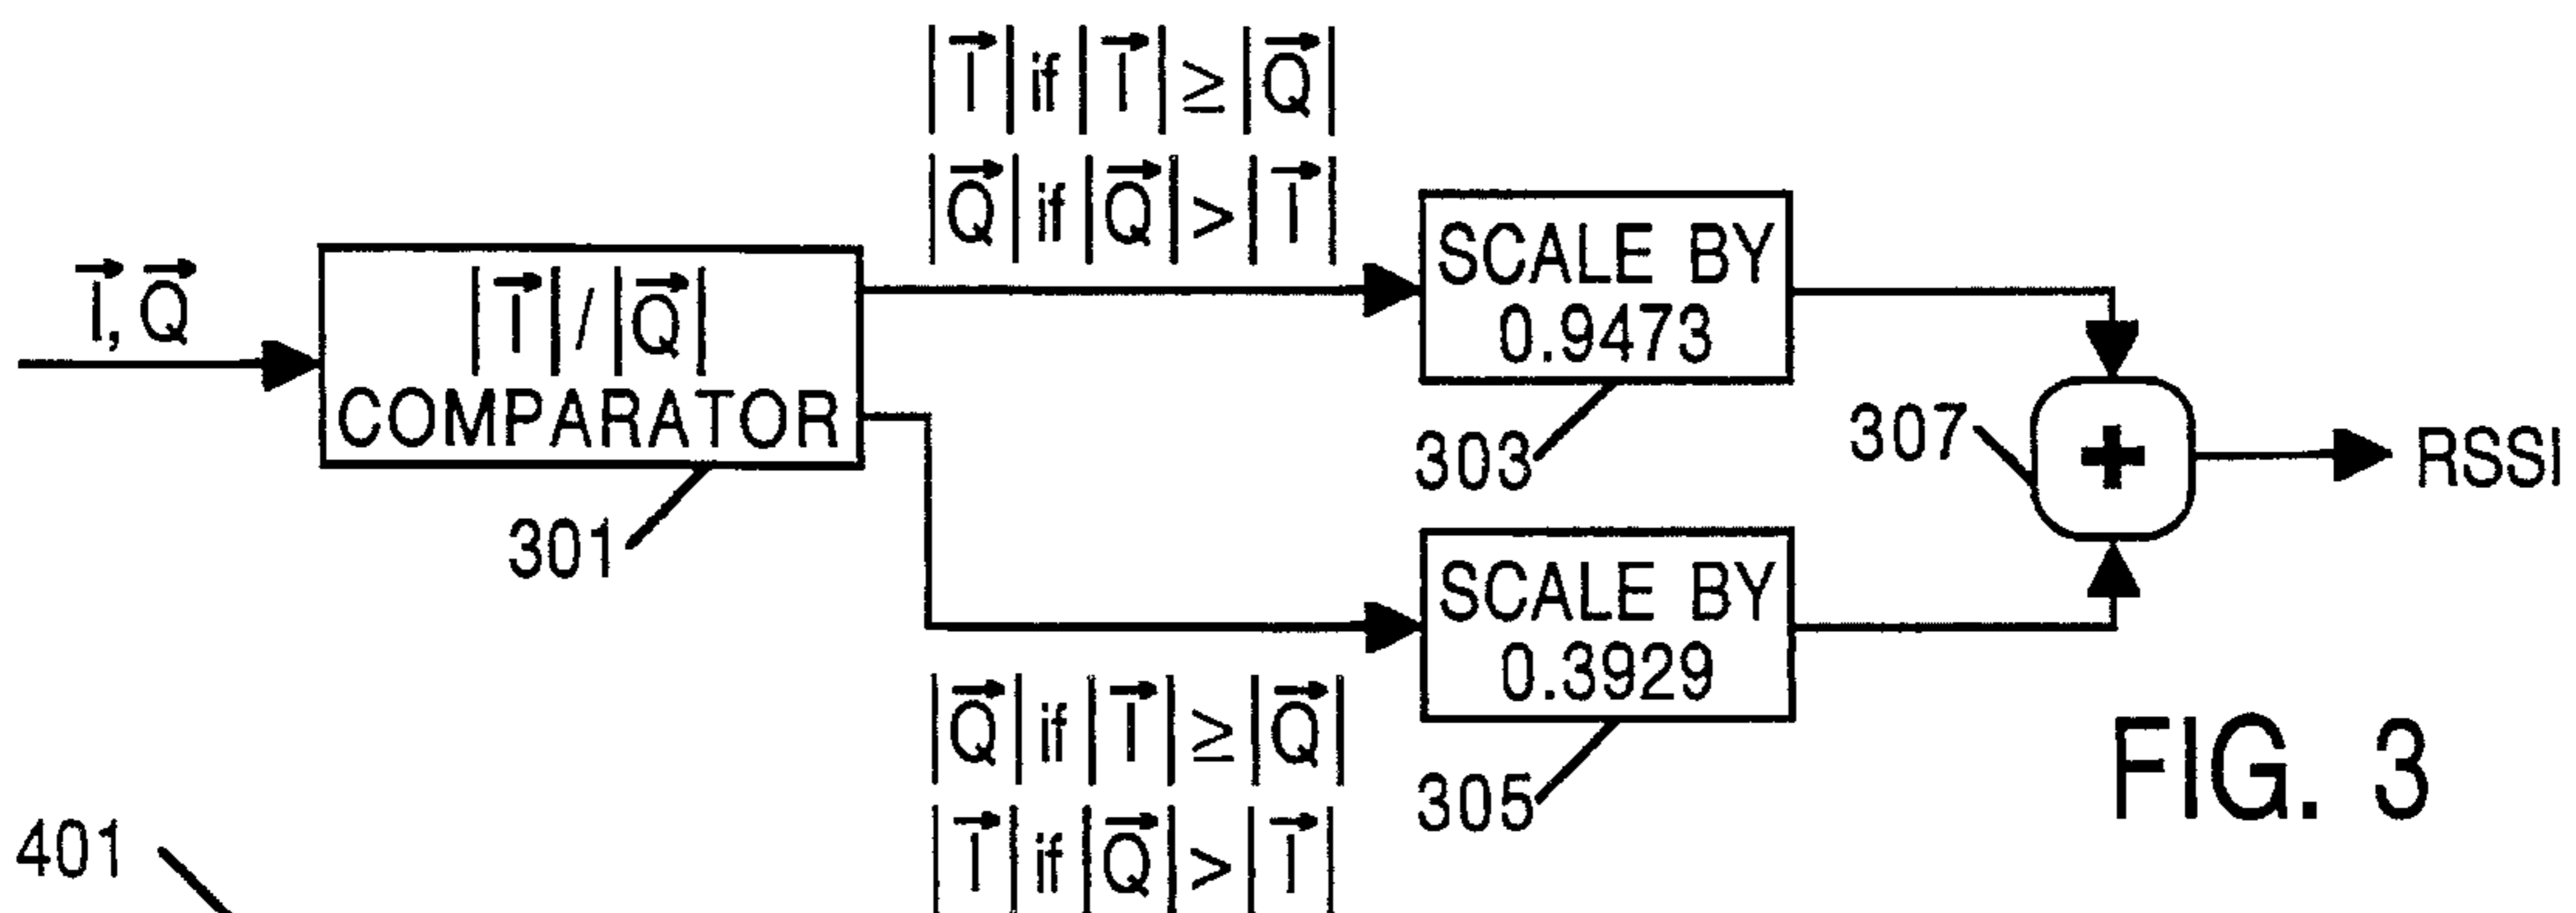 |I⃗| if |I⃗| ≥ |Q⃗|
|Q⃗| if |Q⃗| > |I⃗|
I⃗, Q⃗
|I⃗| / |Q⃗|
COMPARATOR
301
SCALE BY
0.9473
303
307
+
RSSI
SCALE BY
0.3929
305
|Q⃗| if |I⃗| ≥ |Q⃗|
|I⃗| if |Q⃗| > |I⃗|
FIG. 3
401